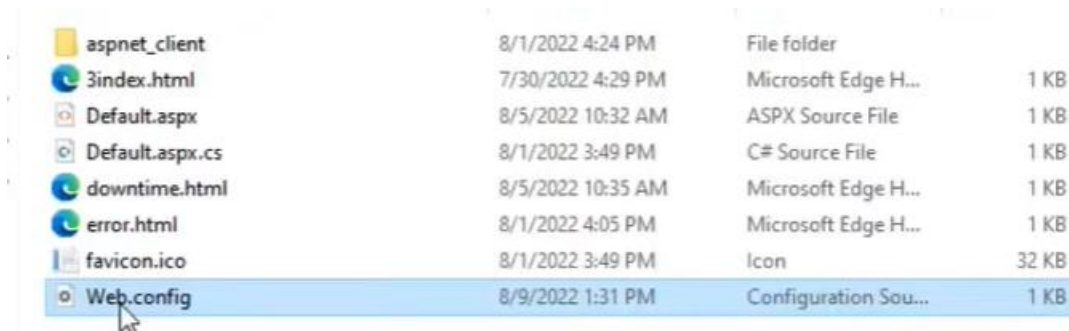 aspnet_client 8/1/2022 4:24 PM File folder
3index.html 7/30/2022 4:29 PM Microsoft Edge H... 1 KB
Default.aspx 8/5/2022 10:32 AM ASPX Source File 1 KB
Default.aspx.cs 8/1/2022 3:49 PM C# Source File 1 KB
downtime.html 8/5/2022 10:35 AM Microsoft Edge H... 1 KB
error.html 8/1/2022 4:05 PM Microsoft Edge H... 1 KB
favicon.ico 8/1/2022 3:49 PM Icon 32 KB
Web.config 8/9/2022 1:31 PM Configuration Sou... 1 KB